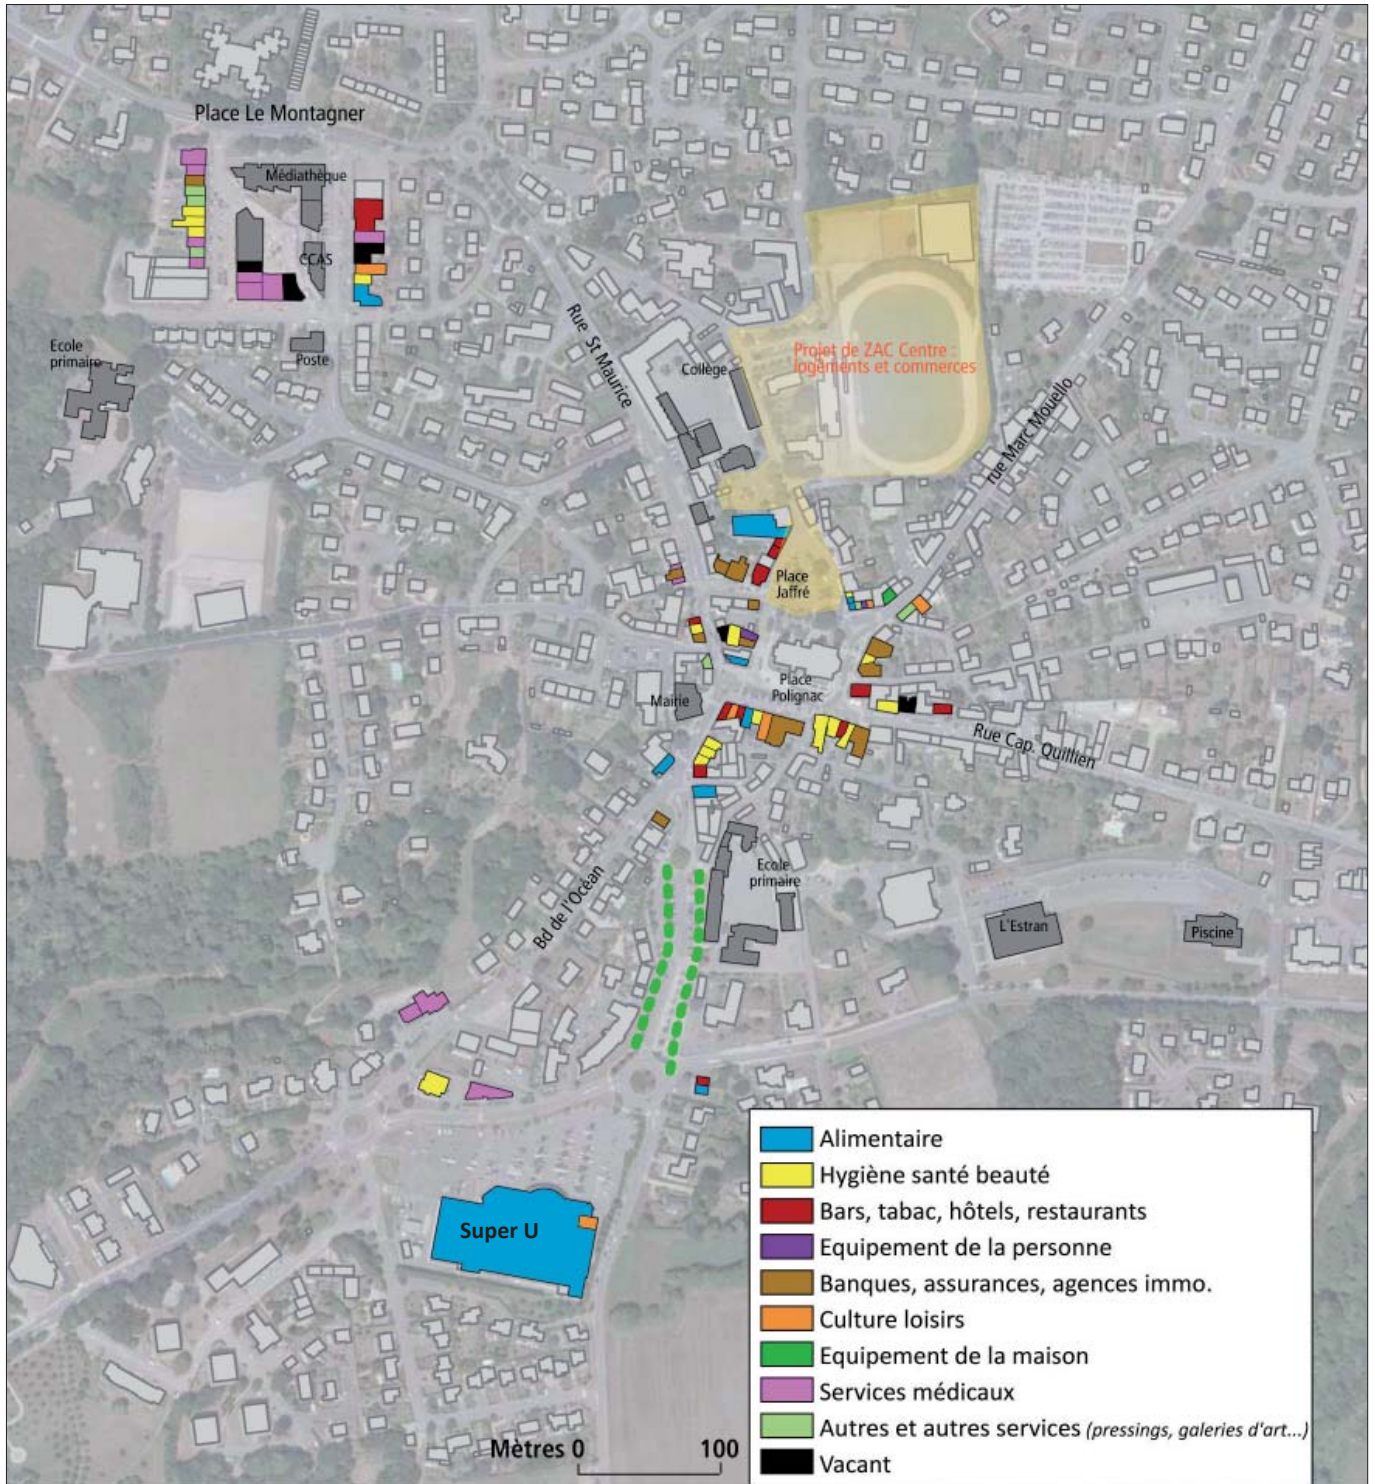 Place Le Montagner
Médiathèque
CCAS
Ecole
primaire
Poste
Rue St Maurice
Collège
Projet de ZAC Centre :
logements et commerces
rue Marc Mouello
Place
Jaffré
Place
Polignac
Mairie
Rue Cap. Quillien
Bd de l'Océan
Ecole
primaire
L'Estran
Piscine
Super U
Alimentaire
Hygiène santé beauté
Bars, tabac, hôtels, restaurants
Equipement de la personne
Banques, assurances, agences immo.
Culture loisirs
Equipement de la maison
Services médicaux
Autres et autres services (pressings, galeries d'art...)
Vacant
Mètres 0 100